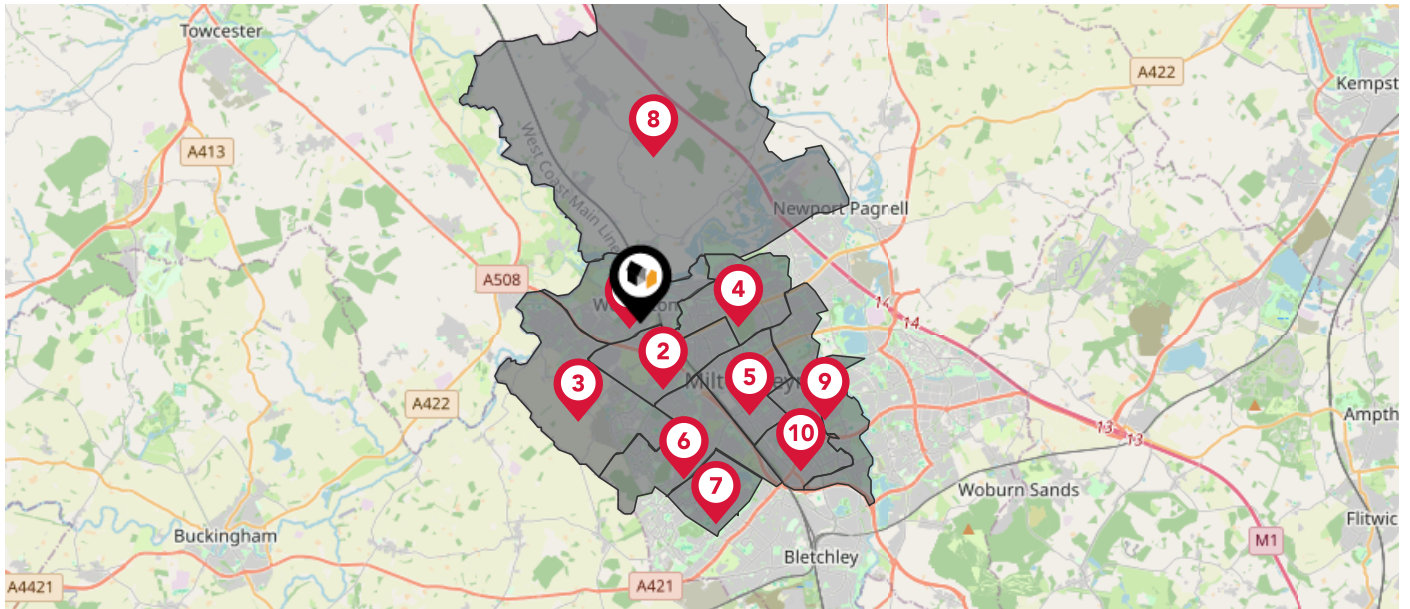 Towcester
A422
Kempst
8
A413
West Coast Main Line
Newport Pagrell
A508
4
14
14
2
3
5
9
A422
13
13
Ampth
10
6
7
Woburn Sands
Flitwic
Buckingham
M1
Bletchley
A4421
A421